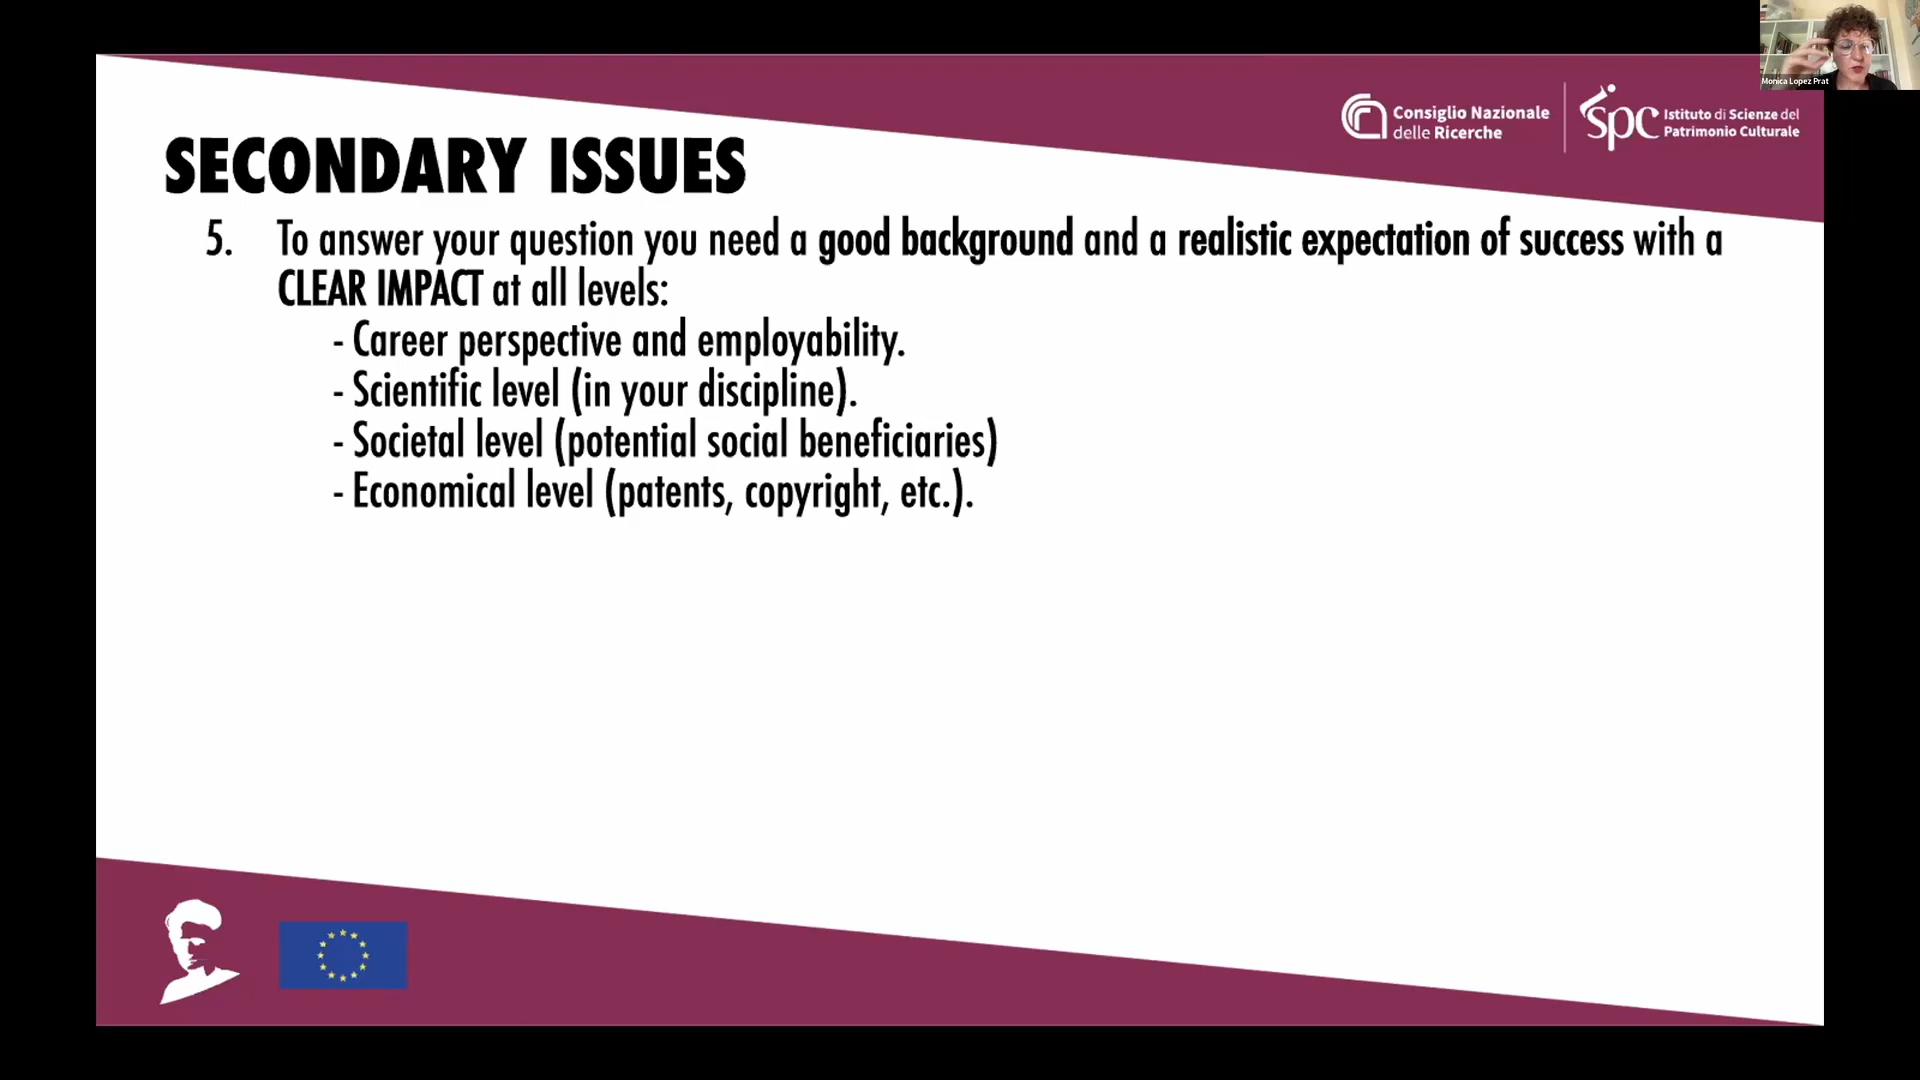 Monica Lopez Prat
Consiglio Nazionale
delle Ricerche
ispc
Istituto di Scienze del
Patrimonio Culturale
SECONDARY ISSUES
5. To answer your question you need a good background and a realistic expectation of success with a
CLEAR IMPACT at all levels:
- Career perspective and employability.
- Scientific level (in your discipline).
- Societal level (potential social beneficiaries)
- Economical level (patents, copyright, etc.).